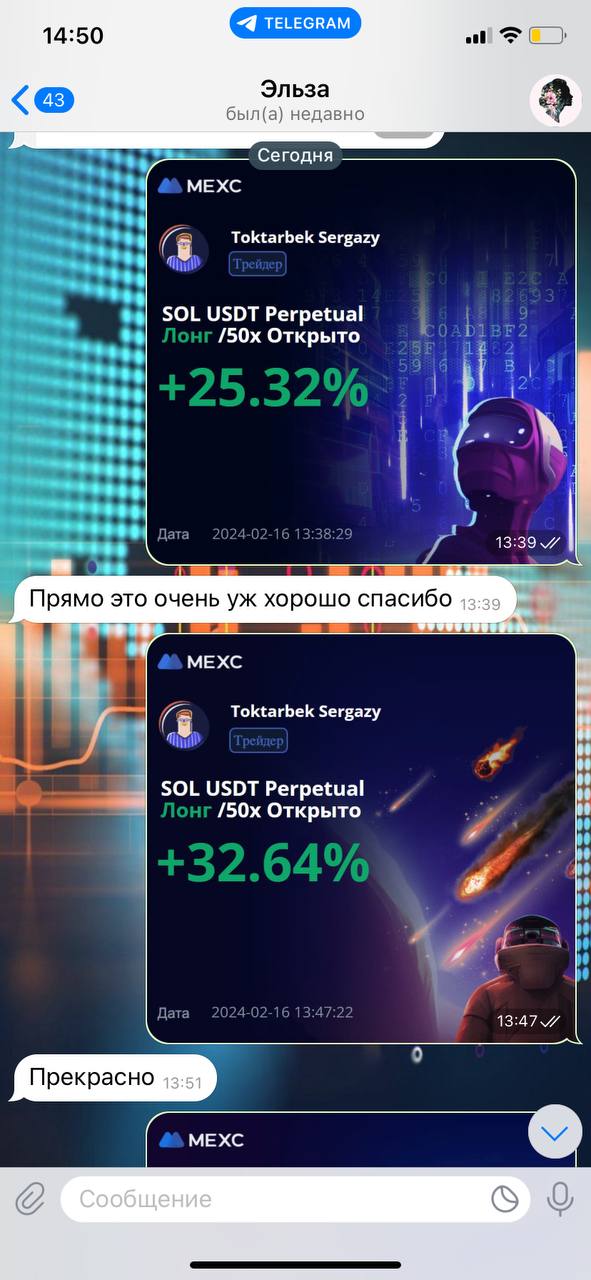 14:50
TELEGRAM
43
Эльза
был(а) недавно
Сегодня
MEXC
Toktarbek Sergazy
Трейдер
SOL USDT Perpetual
Лонг /50x Открыто
+25.32%
Дата 2024-02-16 13:38:29
13:39
Прямо это очень уж хорошо спасибо 13:39
MEXC
Toktarbek Sergazy
Трейдер
SOL USDT Perpetual
Лонг /50x Открыто
+32.64%
Дата 2024-02-16 13:47:22
13:47
Прекрасно 13:51
MEXC
Сообщение